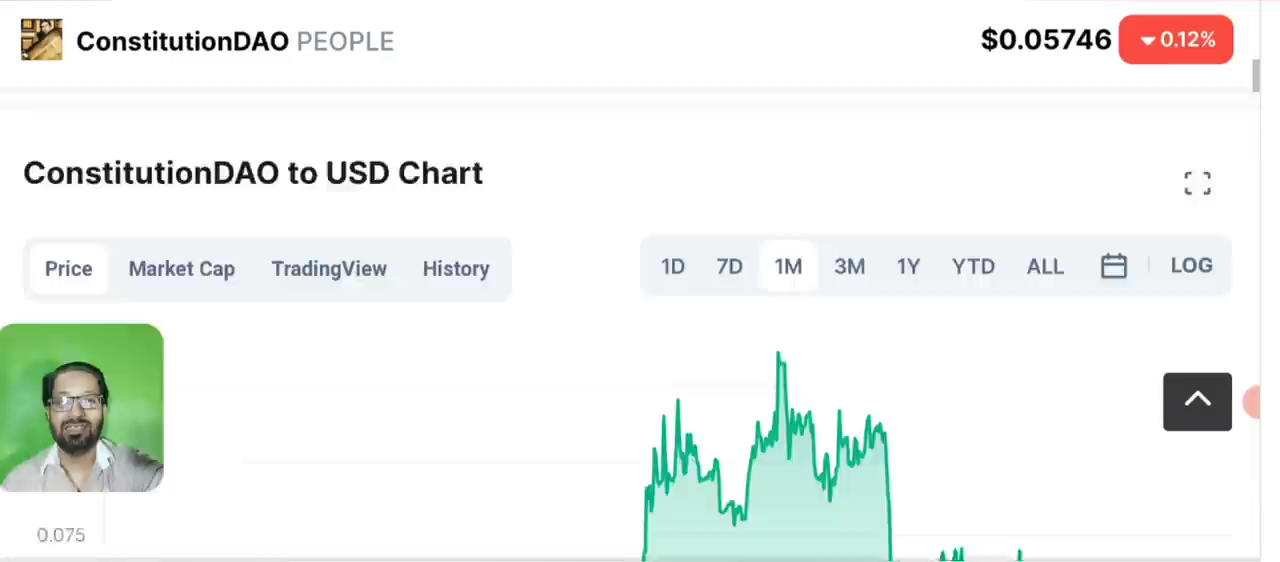 ConstitutionDAO PEOPLE $0.05746 0.12%
ConstitutionDAO to USD Chart
Price Market Cap TradingView History 1D 7D 1M 3M 1Y YTD ALL LOG
0.075